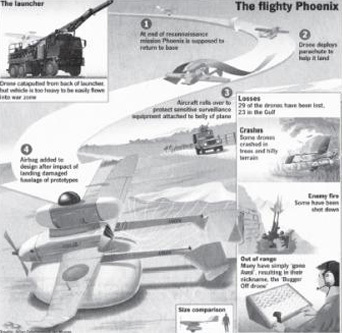 The launcher
The flighty Phoenix
Drone catapulted from back of launcher,
but vehicle is too heavy to be easily flown
into war zone
1
At end of reconnaissance
mission Phoenix is supposed to
return to base
2
Drone deploys
parachute to
help it land
3
Aircraft rolls over to
protect sensitive surveillance
equipment attached to belly of plane
4
Airbag added to
design after impact of
landing damaged
fuselage of prototypes
Losses
29 of the drones have been lost,
23 in the Gulf
Crashes
Some drones
crashed in
trees and hilly
terrain
Enemy fire
Some have been
shot down
Out of range
Many have simply 'gone
Awol', resulting in their
nickname, the 'Bugger
Off drone'
Size comparison